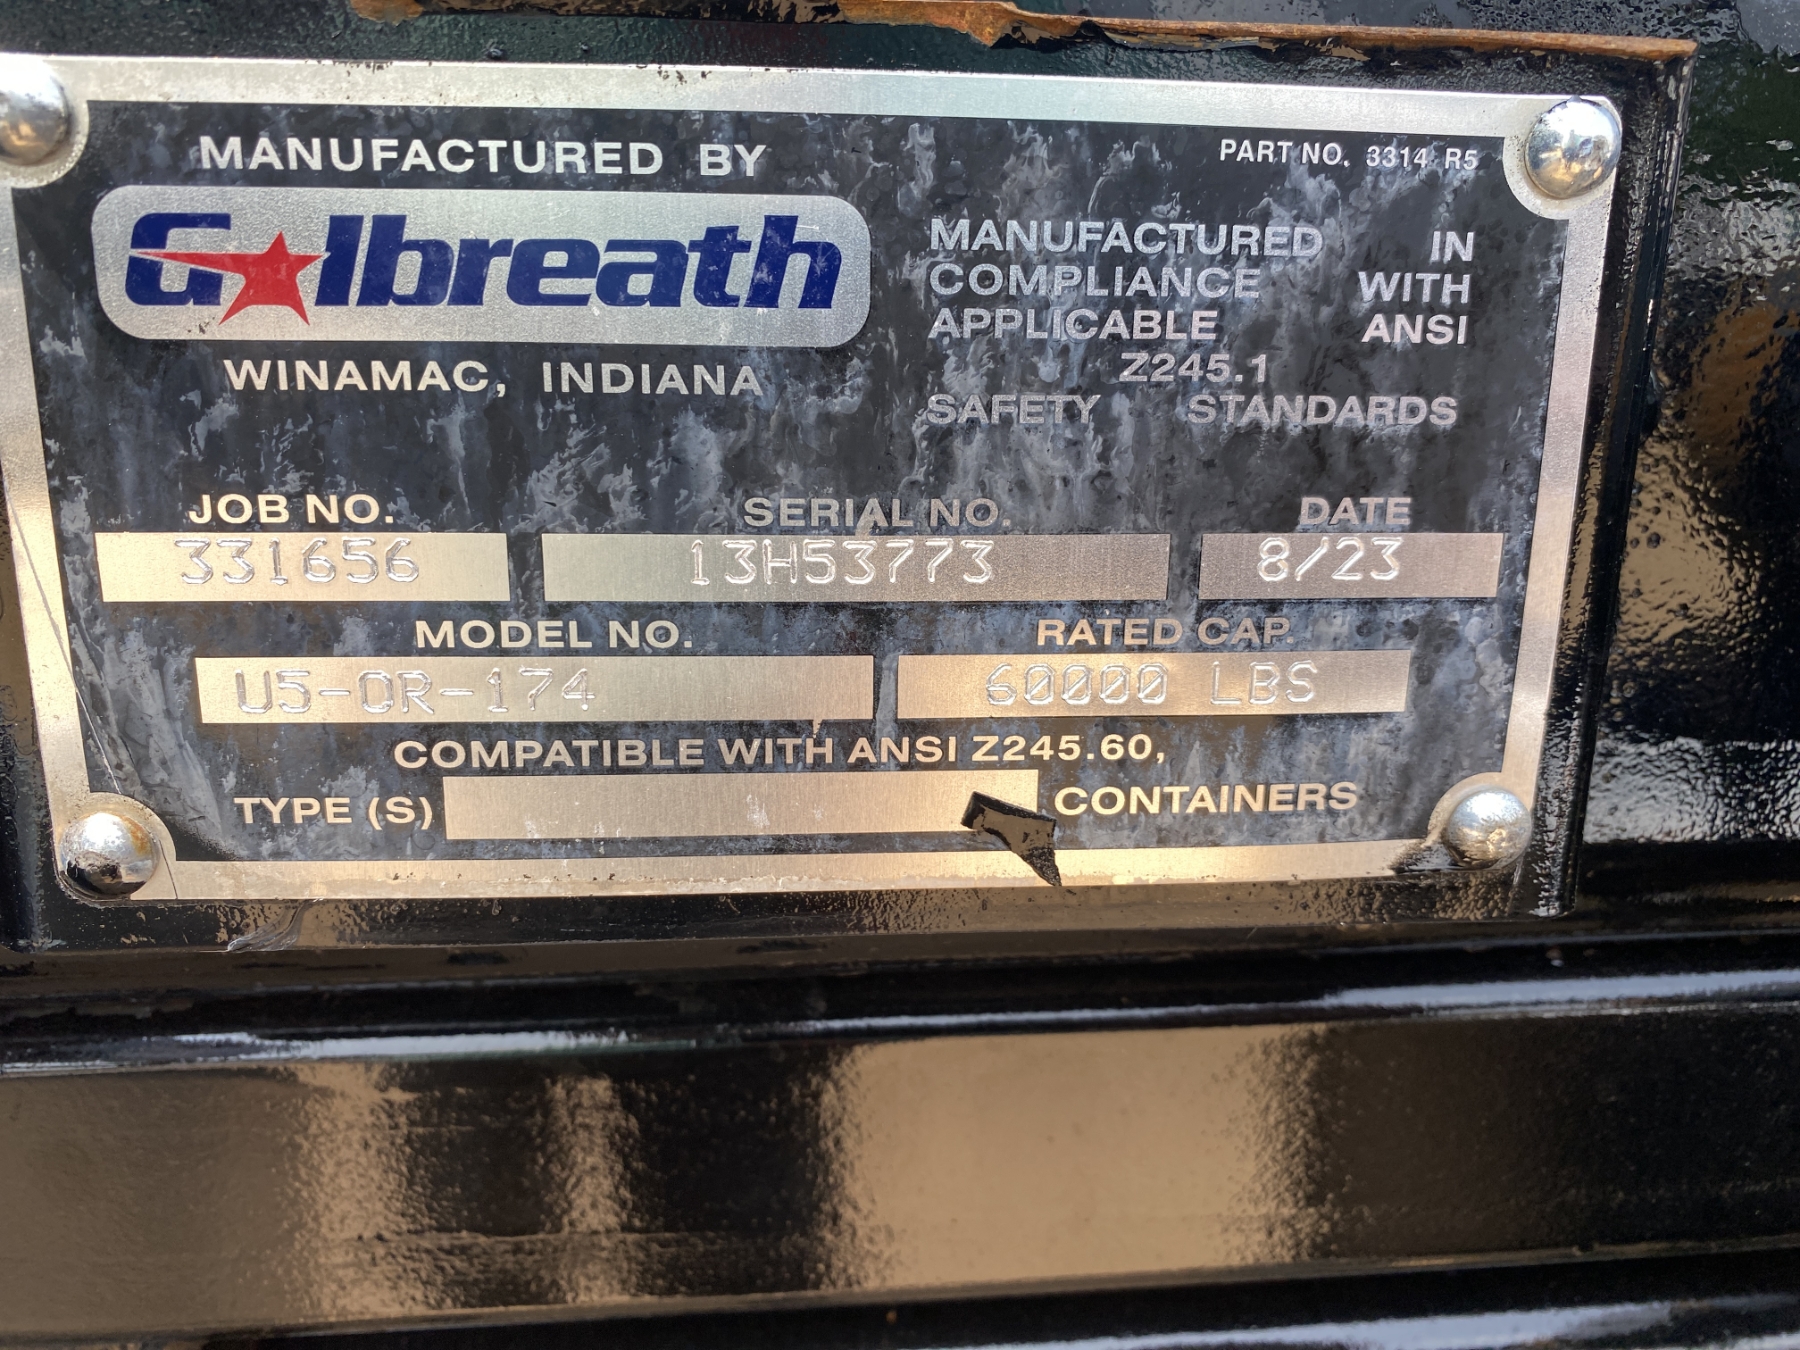 MANUFACTURED BY
Galbreath
WINAMAC, INDIANA
PART NO. 3314 R5
MANUFACTURED IN
COMPLIANCE WITH
APPLICABLE ANSI
Z245.1
SAFETY STANDARDS
JOB NO. SERIAL NO. DATE
331656 13H53773 8/23
MODEL NO. RATED CAP.
U5-OR-174 60000 LBS
COMPATIBLE WITH ANSI Z245.60,
TYPE (S) CONTAINERS